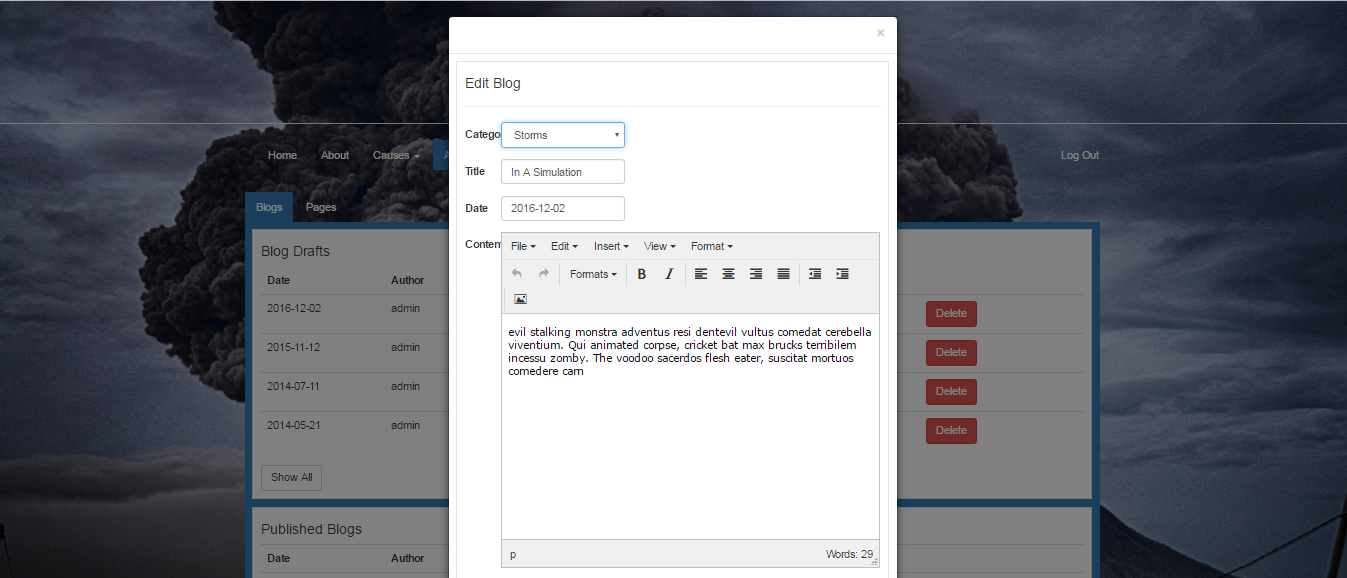 ×
Edit Blog
Catego
Storms
Title
In A Simulation
Date
2016-12-02
Conten
File Edit Insert View Format
Formats B I
evil stalking monstra adventus resi dentevil vultus comedat cerebella
viventium. Qui animated corpse, cricket bat max brucks terribilem
incessu zomby. The voodoo sacerdos flesh eater, suscitat mortuos
comedere carn
p
Words: 29
Home About Causes A Log Out
Blogs Pages
Blog Drafts
Date Author
2016-12-02 admin Delete
2015-11-12 admin Delete
2014-07-11 admin Delete
2014-05-21 admin Delete
Show All
Published Blogs
Date Author